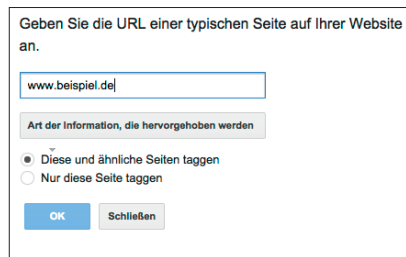 Geben Sie die URL einer typischen Seite auf Ihrer Website
an.
www.beispiel.de
Art der Information, die hervorgehoben werden
Diese und ähnliche Seiten taggen
Nur diese Seite taggen
OK Schließen